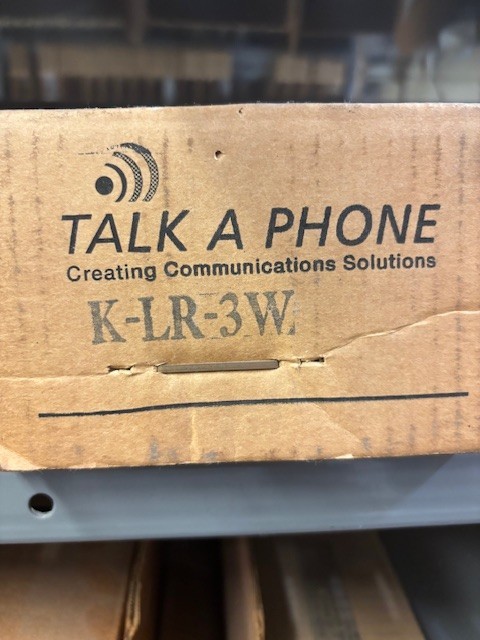 TALK A PHONE
Creating Communications Solutions
K-LR-3W